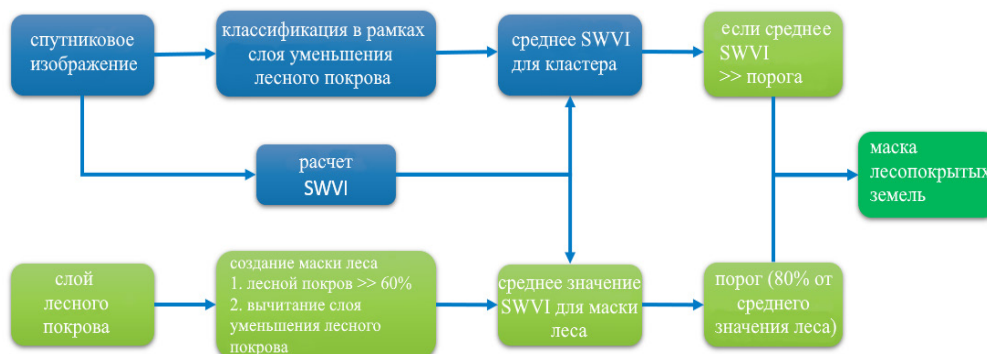 спутниковое
изображение
классификация в рамках
слоя уменьшения
лесного покрова
среднее SWVI
для кластера
если среднее
SWVI
>> порога
расчет
SWVI
маска
лесопокрытых
земель
слой
лесного
покрова
создание маски леса
1. лесной покров >> 60%
2. вычитание слоя
уменьшения лесного
покрова
среднее значение
SWVI для маски
леса
порог (80% от
среднего
значения леса)